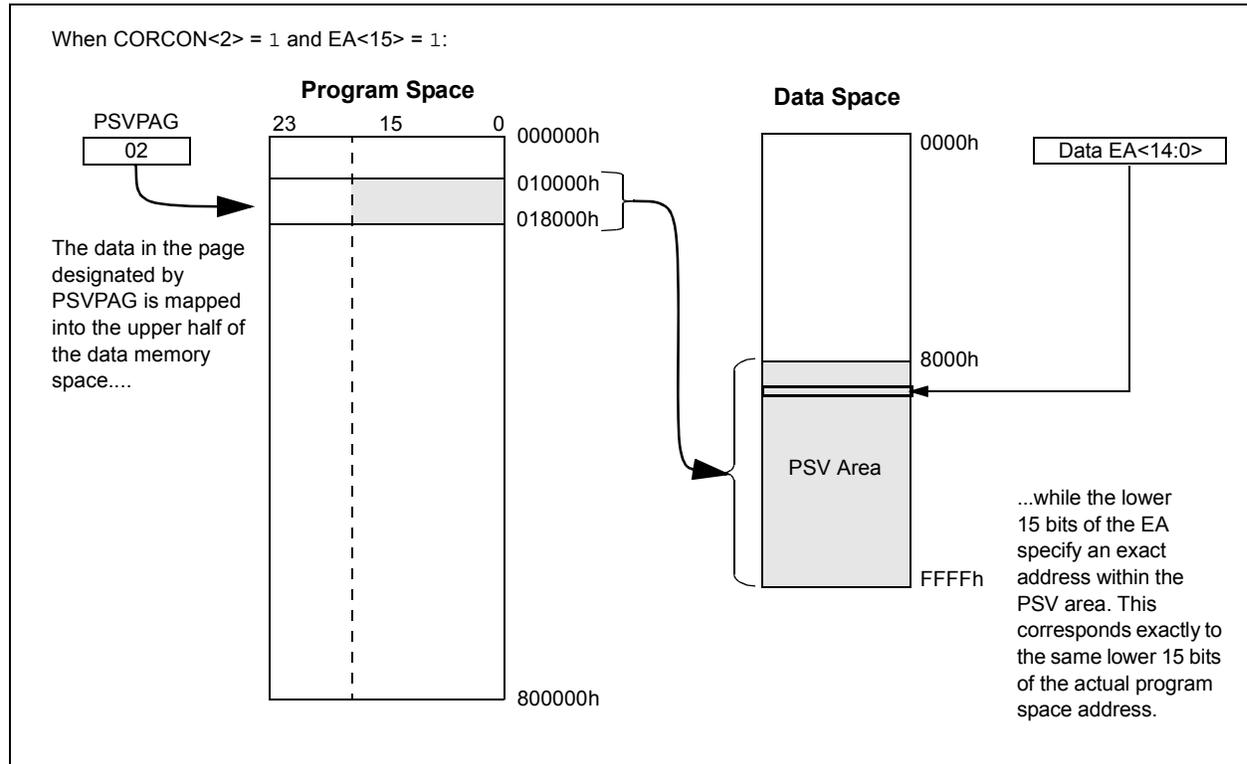 When CORCON<2> = 1 and EA<15> = 1:
Program Space
Data Space
PSVPAG
02
23 15 0
000000h
010000h
018000h
800000h
The data in the page
designated by
PSVPAG is mapped
into the upper half of
the data memory
space....
0000h
8000h
PSV Area
FFFFh
Data EA<14:0>
...while the lower
15 bits of the EA
specify an exact
address within the
PSV area. This
corresponds exactly to
the same lower 15 bits
of the actual program
space address.